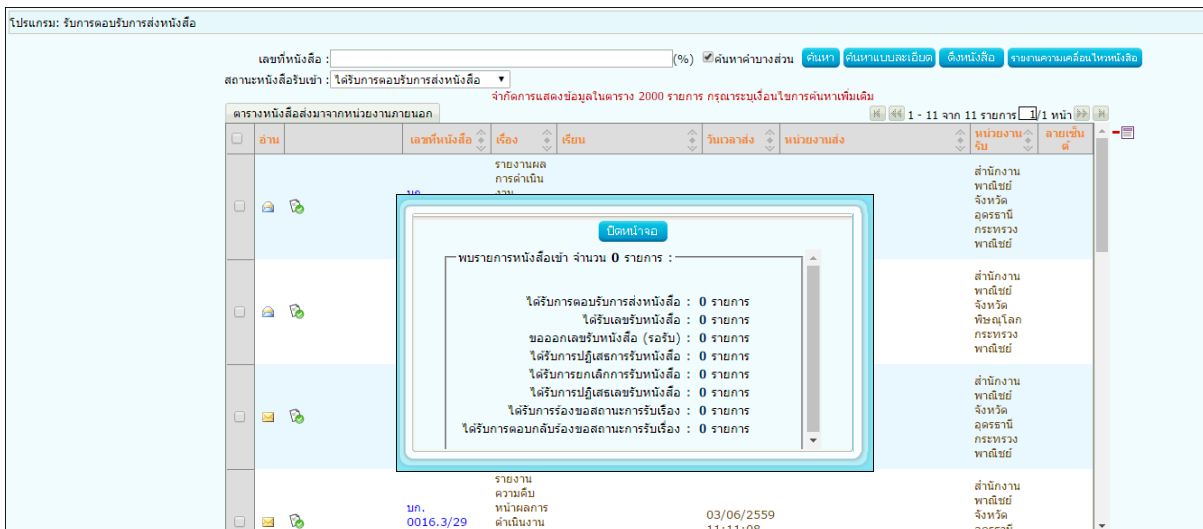 โปรแกรม: รับการตอบรับการส่งหนังสือ
เลขที่หนังสือ : (%) ค้นหาคำบางส่วน ค้นหา ค้นหาแบบละเอียด ดึงหนังสือ รายงานความเคลื่อนไหวหนังสือ
สถานะหนังสือรับเข้า : ได้รับการตอบรับการส่งหนังสือ
จำกัดการแสดงข้อมูลในตาราง 2000 รายการ กรุณาระบุเงื่อนไขการค้นหาเพิ่มเติม
ตารางหนังสือส่งมาจากหน่วยงานภายนอก 1 - 11 จาก 11 รายการ 1/1 หน้า
อ่าน เลขที่หนังสือ เรื่อง เรียน วันเวลาส่ง หน่วยงานส่ง หน่วยงานรับ ลายเซ็นต์
รายงานผล
การดำเนิน
งาน
บก.
สำนักงาน
พาณิชย์
จังหวัด
อุดรธานี
กระทรวง
พาณิชย์
ปิดหน้าจอ
พบรายการหนังสือเข้า จำนวน 0 รายการ :
ได้รับการตอบรับการส่งหนังสือ : 0 รายการ
ได้รับเลขรับหนังสือ : 0 รายการ
ขอออกเลขรับหนังสือ (รอรับ) : 0 รายการ
ได้รับการปฏิเสธการรับหนังสือ : 0 รายการ
ได้รับการยกเลิกการรับหนังสือ : 0 รายการ
ได้รับการปฏิเสธเลขรับหนังสือ : 0 รายการ
ได้รับการร้องขอสถานะการรับเรื่อง : 0 รายการ
ได้รับการตอบกลับร้องขอสถานะการรับเรื่อง : 0 รายการ
สำนักงาน
พาณิชย์
จังหวัด
พิษณุโลก
กระทรวง
พาณิชย์
สำนักงาน
พาณิชย์
จังหวัด
อุดรธานี
กระทรวง
พาณิชย์
รายงาน
ความคืบ
หน้าผลการ
ดำเนินงาน
บก.
0016.3/29
03/06/2559
11:11:08
สำนักงาน
พาณิชย์
จังหวัด
อุดรธานี